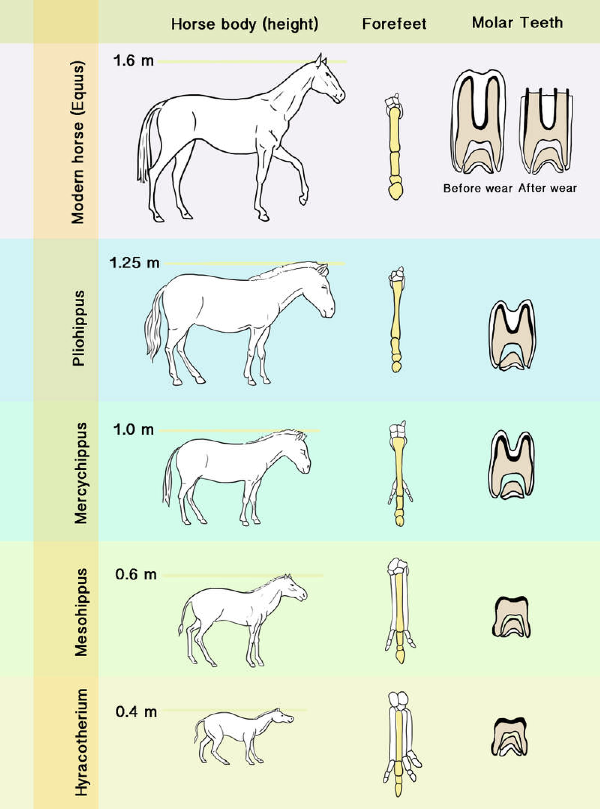 Horse body (height) Forefeet Molar Teeth
Modern horse (Equus)
1.6 m
Before wear After wear
Pliohippus
1.25 m
Mercychippus
1.0 m
Mesohippus
0.6 m
Hyracotherium
0.4 m